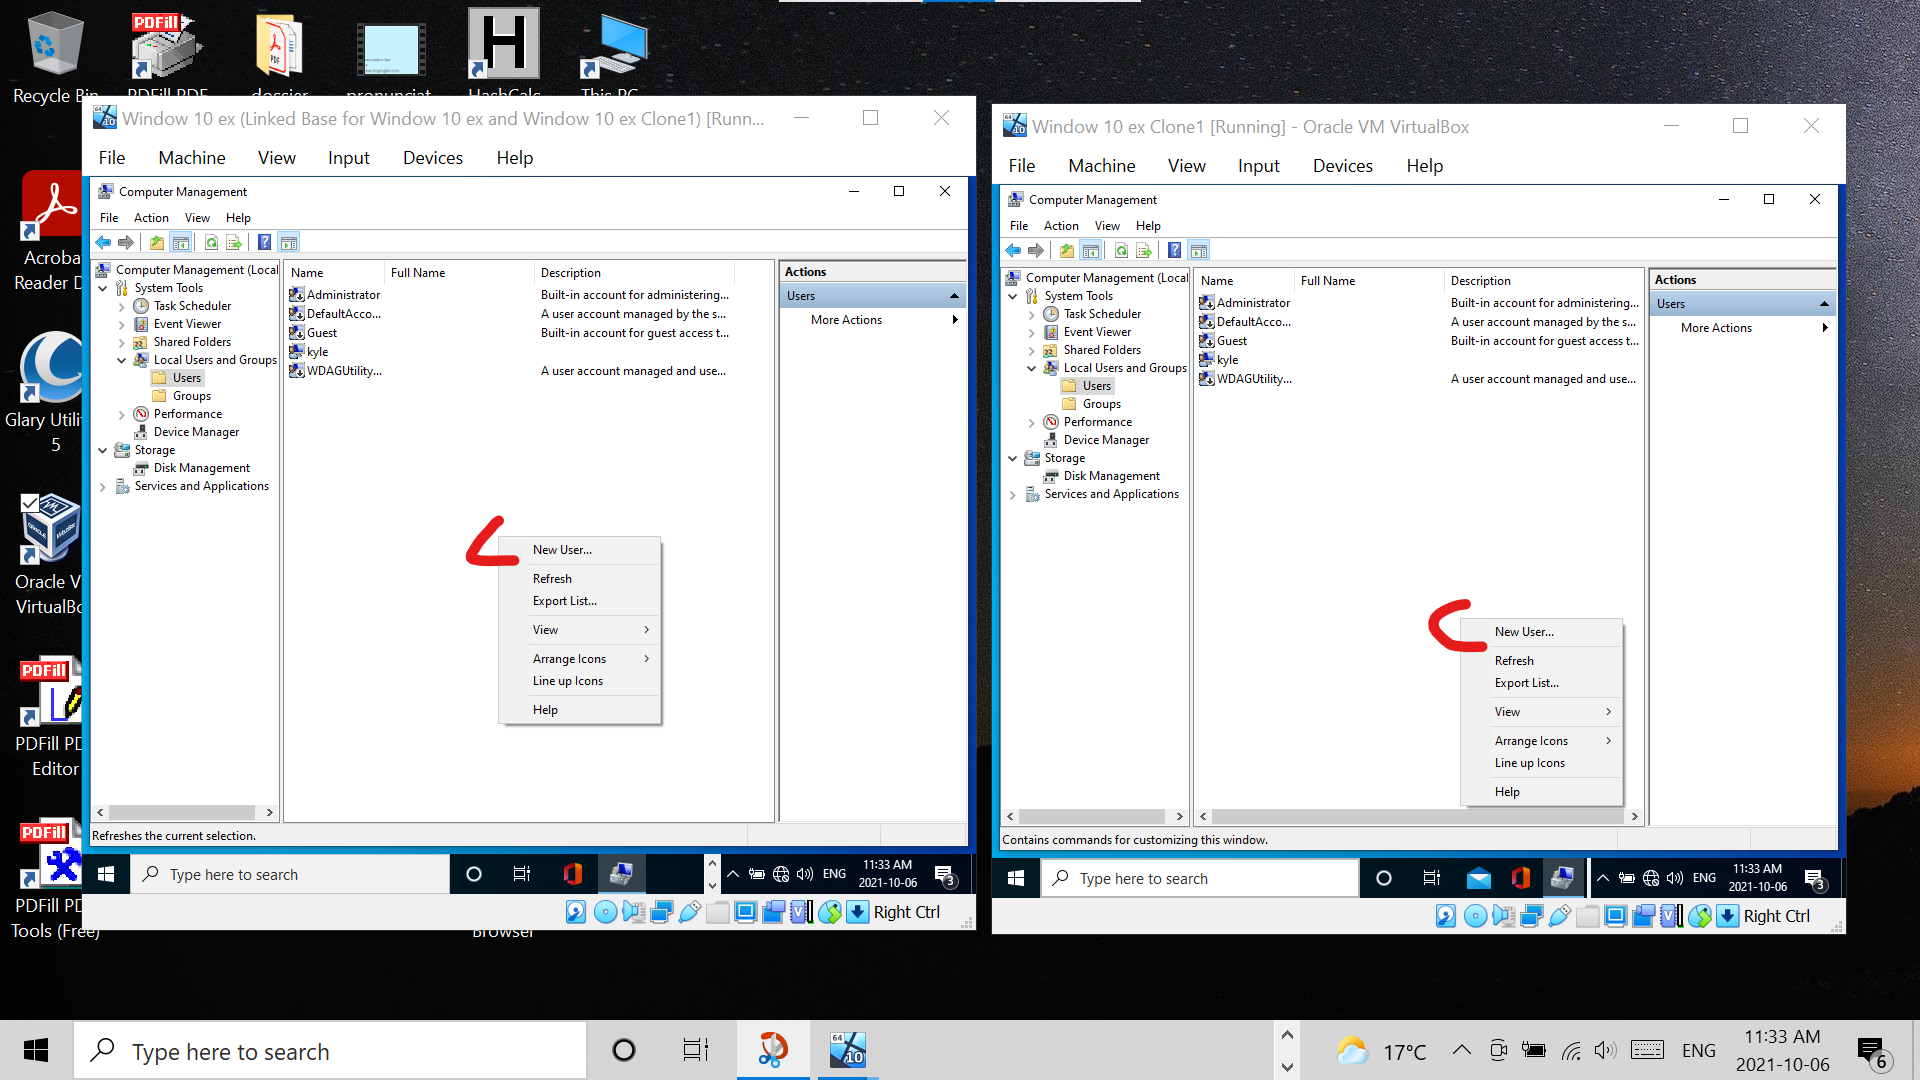 Recycle Bin
PDFill PDF
dossier
pronunciat
HashCalc
This PC
Acroba
Reader D
Glary Utili
5
Oracle V
VirtualBo
PDFill PD
Editor
PDFill PD
Tools (Free)
Browser
Window 10 ex (Linked Base for Window 10 ex and Window 10 ex Clone1) [Runn...
File Machine View Input Devices Help
Computer Management
File Action View Help
Computer Management (Local
System Tools
Task Scheduler
Event Viewer
Shared Folders
Local Users and Groups
Users
Groups
Performance
Device Manager
Storage
Disk Management
Services and Applications
Name Full Name Description
Administrator Built-in account for administering...
DefaultAcco... A user account managed by the s...
Guest Built-in account for guest access t...
kyle
WDAGUtility... A user account managed and use...
Actions
Users
More Actions
New User...
Refresh
Export List...
View
Arrange Icons
Line up Icons
Help
Refreshes the current selection.
Type here to search
ENG
11:33 AM
2021-10-06
3
Right Ctrl
Window 10 ex Clone1 [Running] - Oracle VM VirtualBox
File Machine View Input Devices Help
Computer Management
File Action View Help
Computer Management (Local
System Tools
Task Scheduler
Event Viewer
Shared Folders
Local Users and Groups
Users
Groups
Performance
Device Manager
Storage
Disk Management
Services and Applications
Name Full Name Description
Administrator Built-in account for administering...
DefaultAcco... A user account managed by the s...
Guest Built-in account for guest access t...
kyle
WDAGUtility... A user account managed and use...
Actions
Users
More Actions
New User...
Refresh
Export List...
View
Arrange Icons
Line up Icons
Help
Contains commands for customizing this window.
Type here to search
ENG
11:33 AM
2021-10-06
3
Right Ctrl
Type here to search
17°C
ENG
11:33 AM
2021-10-06
6